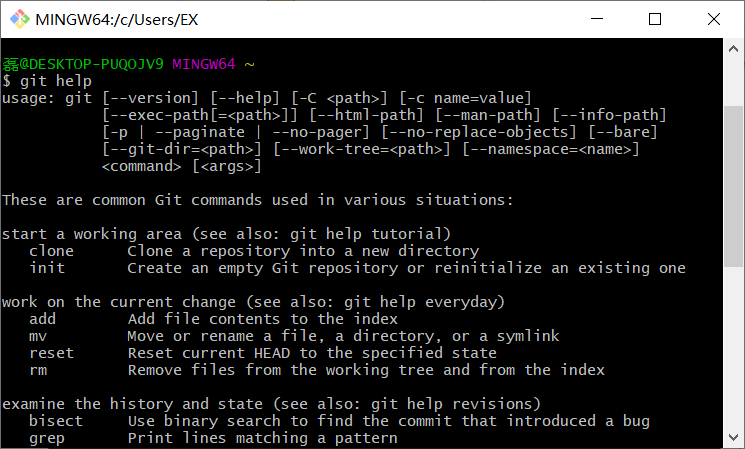 MINGW64:/c/Users/EX
磊@DESKTOP-PUQOJV9 MINGW64 ~
$ git help
usage: git [--version] [--help] [-C <path>] [-c name=value]
           [--exec-path[=<path>]] [--html-path] [--man-path] [--info-path]
           [-p | --paginate | --no-pager] [--no-replace-objects] [--bare]
           [--git-dir=<path>] [--work-tree=<path>] [--namespace=<name>]
           <command> [<args>]
These are common Git commands used in various situations:
start a working area (see also: git help tutorial)
   clone      Clone a repository into a new directory
   init       Create an empty Git repository or reinitialize an existing one
work on the current change (see also: git help everyday)
   add        Add file contents to the index
   mv         Move or rename a file, a directory, or a symlink
   reset      Reset current HEAD to the specified state
   rm         Remove files from the working tree and from the index
examine the history and state (see also: git help revisions)
   bisect     Use binary search to find the commit that introduced a bug
   grep       Print lines matching a pattern